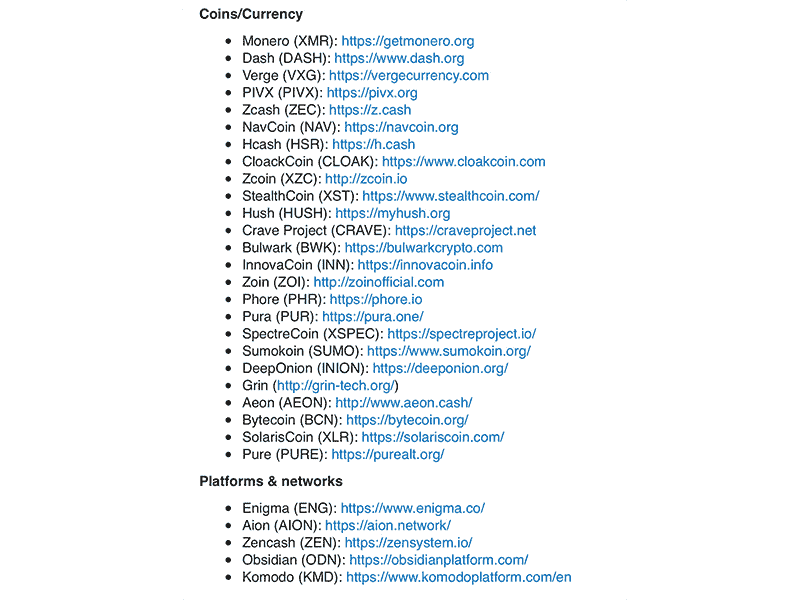 Coins/Currency
Monero (XMR): https://getmonero.org
Dash (DASH): https://www.dash.org
Verge (VXG): https://vergecurrency.com
PIVX (PIVX): https://pivx.org
Zcash (ZEC): https://z.cash
NavCoin (NAV): https://navcoin.org
Hcash (HSR): https://h.cash
CloackCoin (CLOAK): https://www.cloakcoin.com
Zcoin (XZC): http://zcoin.io
StealthCoin (XST): https://www.stealthcoin.com/
Hush (HUSH): https://myhush.org
Crave Project (CRAVE): https://craveproject.net
Bulwark (BWK): https://bulwarkcrypto.com
InnovaCoin (INN): https://innovacoin.info
Zoin (ZOI): http://zoinofficial.com
Phore (PHR): https://phore.io
Pura (PUR): https://pura.one/
SpectreCoin (XSPEC): https://spectreproject.io/
Sumokoin (SUMO): https://www.sumokoin.org/
DeepOnion (INION): https://deeponion.org/
Grin (http://grin-tech.org/)
Aeon (AEON): http://www.aeon.cash/
Bytecoin (BCN): https://bytecoin.org/
SolarisCoin (XLR): https://solariscoin.com/
Pure (PURE): https://purealt.org/
Platforms & networks
Enigma (ENG): https://www.enigma.co/
Aion (AION): https://aion.network/
Zencash (ZEN): https://zensystem.io/
Obsidian (ODN): https://obsidianplatform.com/
Komodo (KMD): https://www.komodoplatform.com/en